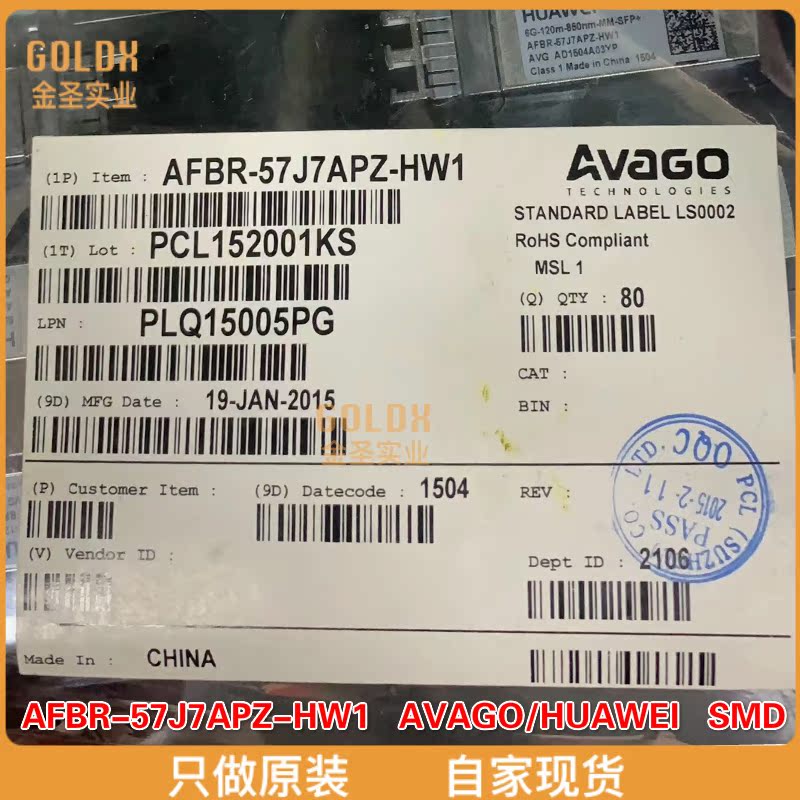 GOLDX
金圣实业
HUAWEI
6G-120m-850nm-MM-SFP+
AFBR-57J7APZ-HW1
AVG AD1504A03YP
Class 1 Made in China 1504
(1P) Item : AFBR-57J7APZ-HW1
AVAGO
TECHNOLOGIES
STANDARD LABEL LS0002
(1T) Lot : PCL152001KS
RoHS Compliant
MSL 1
LPN : PLQ15005PG
(Q) QTY : 80
CAT :
(9D) MFG Date : 19-JAN-2015
BIN :
GOLDX
金圣实业
(P) Customer Item :
(9D) Datecode : 1504
REV :
PCL (SUZH CO., LTD.
OQC
2015-2-11
PASS
(V) Vendor ID :
Dept ID : 2106
Made In : CHINA
AFBR-57J7APZ-HW1 AVAGO/HUAWEI SMD
只做原装 自家现货